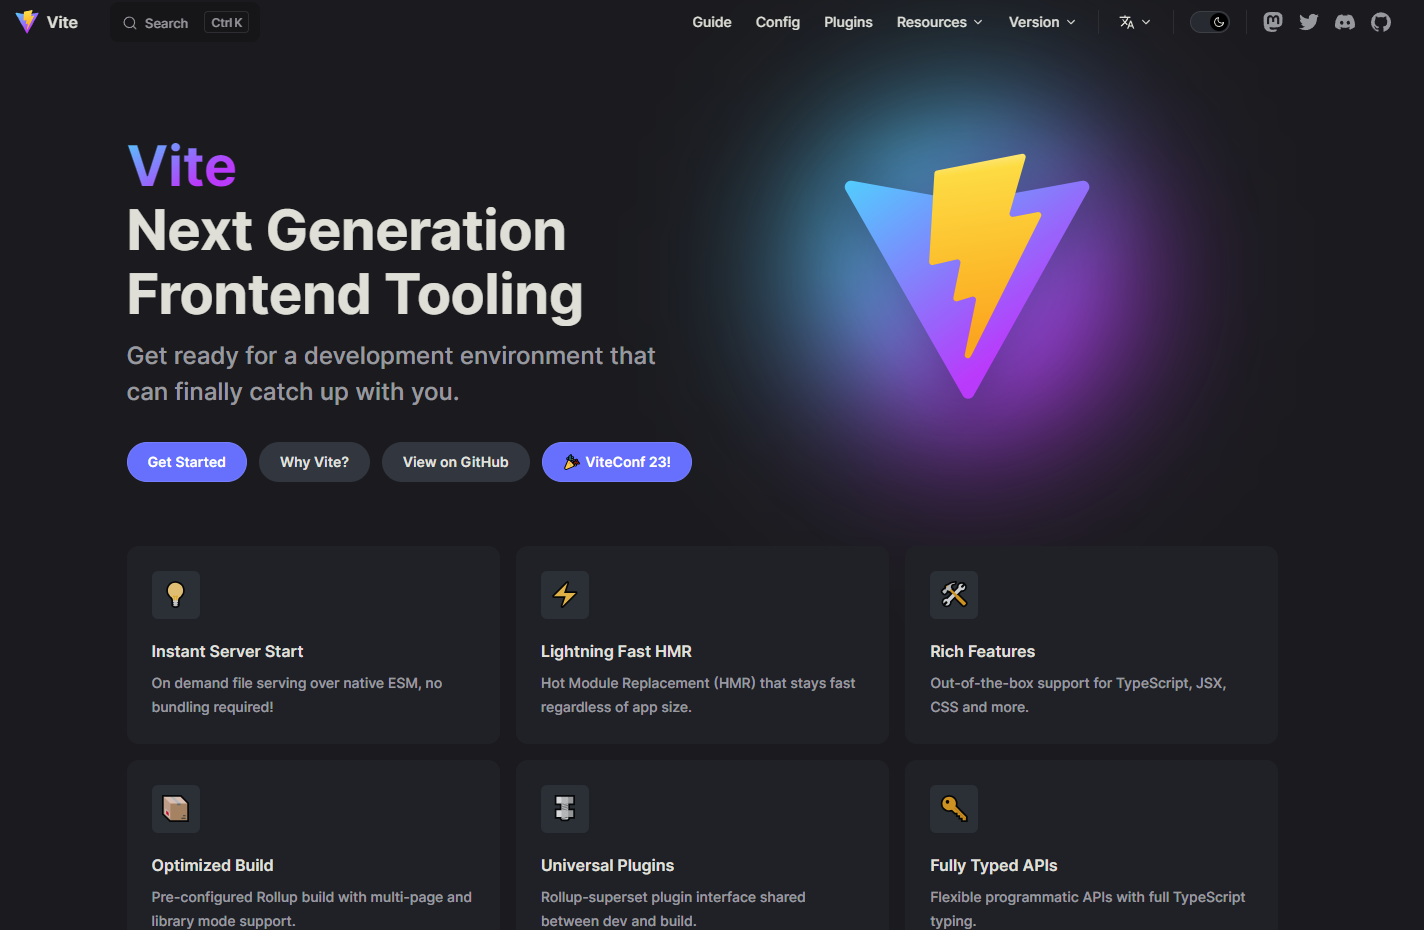 Vite
Search
Ctrl K
Guide
Config
Plugins
Resources
Version
Vite
Next Generation
Frontend Tooling
Get ready for a development environment that
can finally catch up with you.
Get Started
Why Vite?
View on GitHub
🎉 ViteConf 23!
Instant Server Start
On demand file serving over native ESM, no
bundling required!
Lightning Fast HMR
Hot Module Replacement (HMR) that stays fast
regardless of app size.
Rich Features
Out-of-the-box support for TypeScript, JSX,
CSS and more.
Optimized Build
Pre-configured Rollup build with multi-page and
library mode support.
Universal Plugins
Rollup-superset plugin interface shared
between dev and build.
Fully Typed APIs
Flexible programmatic APIs with full TypeScript
typing.